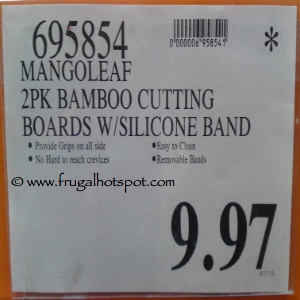 695854
0000006958541
*
MANGOLEAF
2PK BAMBOO CUTTING
BOARDS W/SILICONE BAND
• Provide Grips on all side
• Easy to Clean
• No Hard to reach crevices
• Removable Bands
© www.frugalhotspot.com
9.97